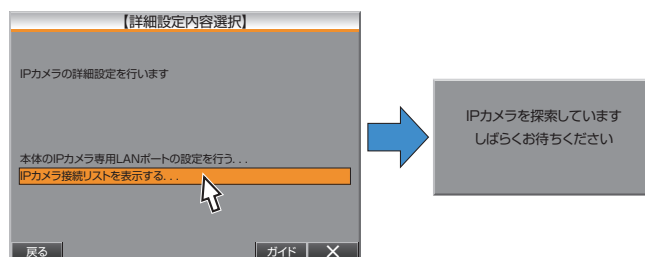 【詳細設定内容選択】
IPカメラの詳細設定を行います
本体のIPカメラ専用LANポートの設定を行う...
IPカメラ接続リストを表示する...
戻る
ガイド
IPカメラを探索しています
しばらくお待ちください